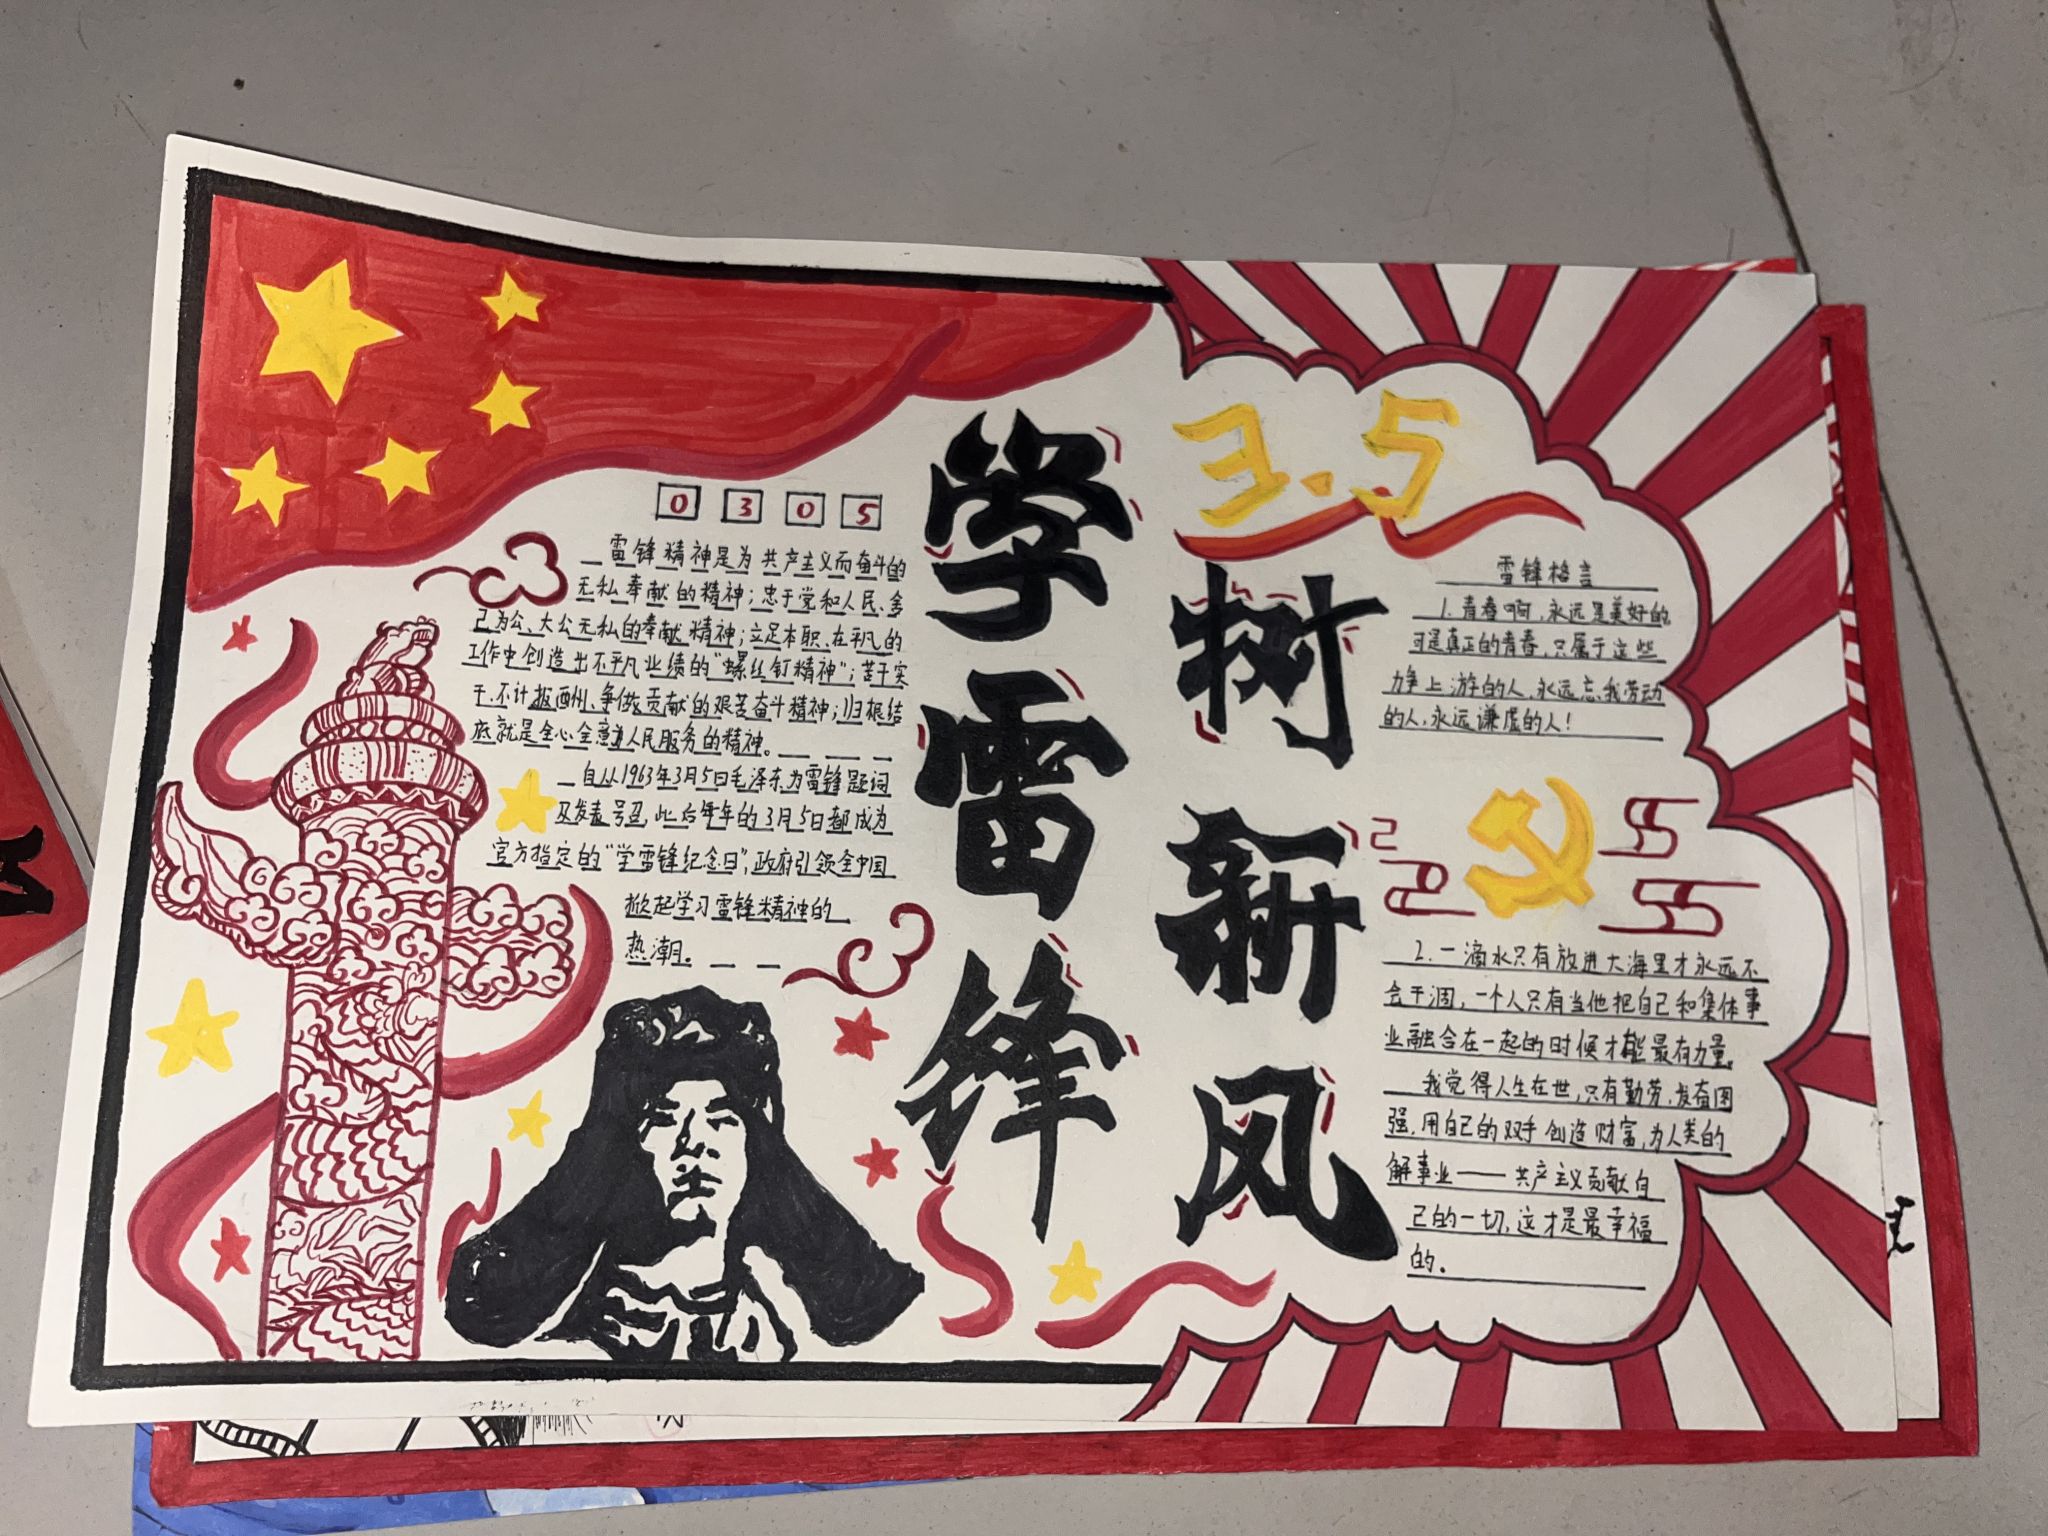 学雷锋
树新风
3.5
0305
雷锋精神是为共产主义而奋斗的
无私奉献的精神；忠于党和人民、舍
己为公、大公无私的奉献精神；立足本职、在平凡的
工作中创造出不平凡业绩的“螺丝钉精神”；苦干实
干、不计报酬、争做贡献的艰苦奋斗精神；归根结
底就是全心全意为人民服务的精神。
自从1963年3月5日毛泽东为雷锋题词
及发表号召，此后每年的3月5日都成为
官方指定的“学雷锋纪念日”，政府引领全中国
掀起学习雷锋精神的
热潮。
雷锋格言
1.青春啊，永远是美好的
可是真正的青春，只属于这些
力争上游的人，永远忘我劳动
的人，永远谦虚的人！
2.一滴水只有放进大海里才永远不
会干涸，一个人只有当他把自己和集体事
业融合在一起的时候才能最有力量。
我觉得人生在世，只有勤劳，发奋图
强，用自己的双手创造财富，为人类的
解事业——共产主义贡献自
己的一切，这才是最幸福
的。